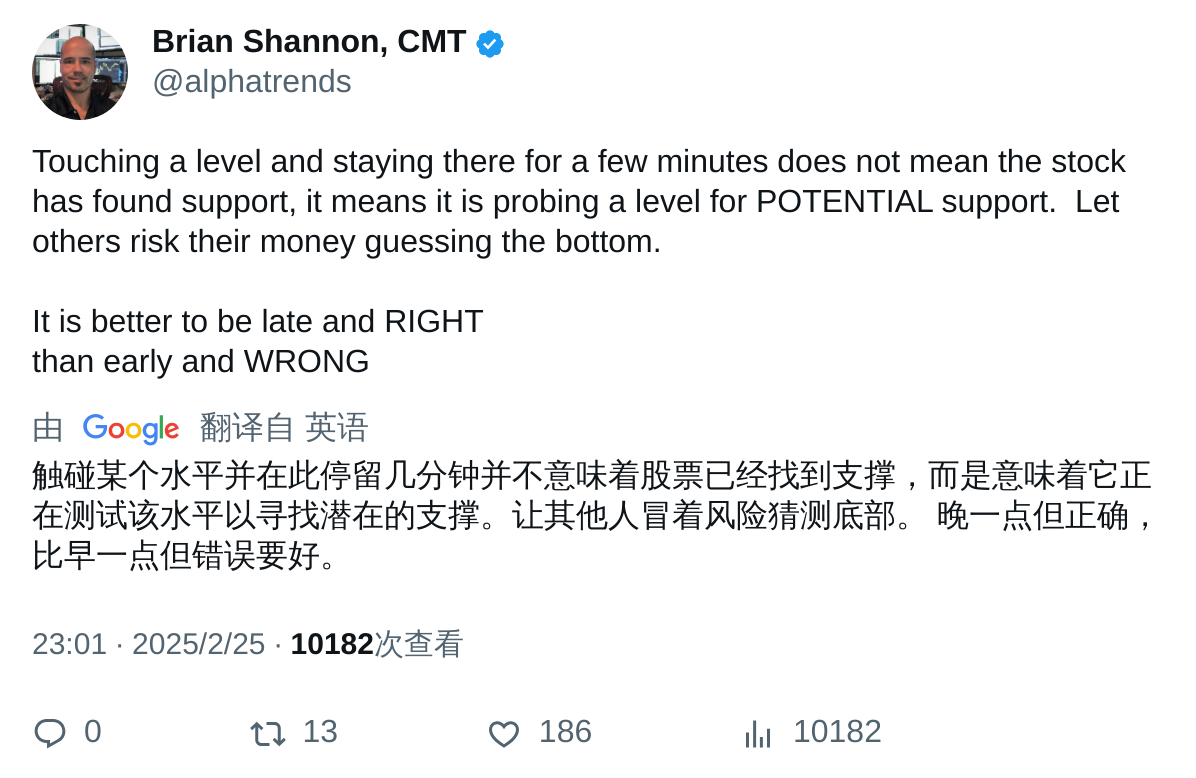 Brian Shannon, CMT
@alphatrends
Touching a level and staying there for a few minutes does not mean the stock
has found support, it means it is probing a level for POTENTIAL support.  Let
others risk their money guessing the bottom.
It is better to be late and RIGHT
than early and WRONG
由 Google 翻译自 英语
触碰某个水平并在此停留几分钟并不意味着股票已经找到支撑，而是意味着它正
在测试该水平以寻找潜在的支撑。让其他人冒着风险猜测底部。 晚一点但正确，
比早一点但错误要好。
23:01 · 2025/2/25 · 10182次查看
0 13 186 10182